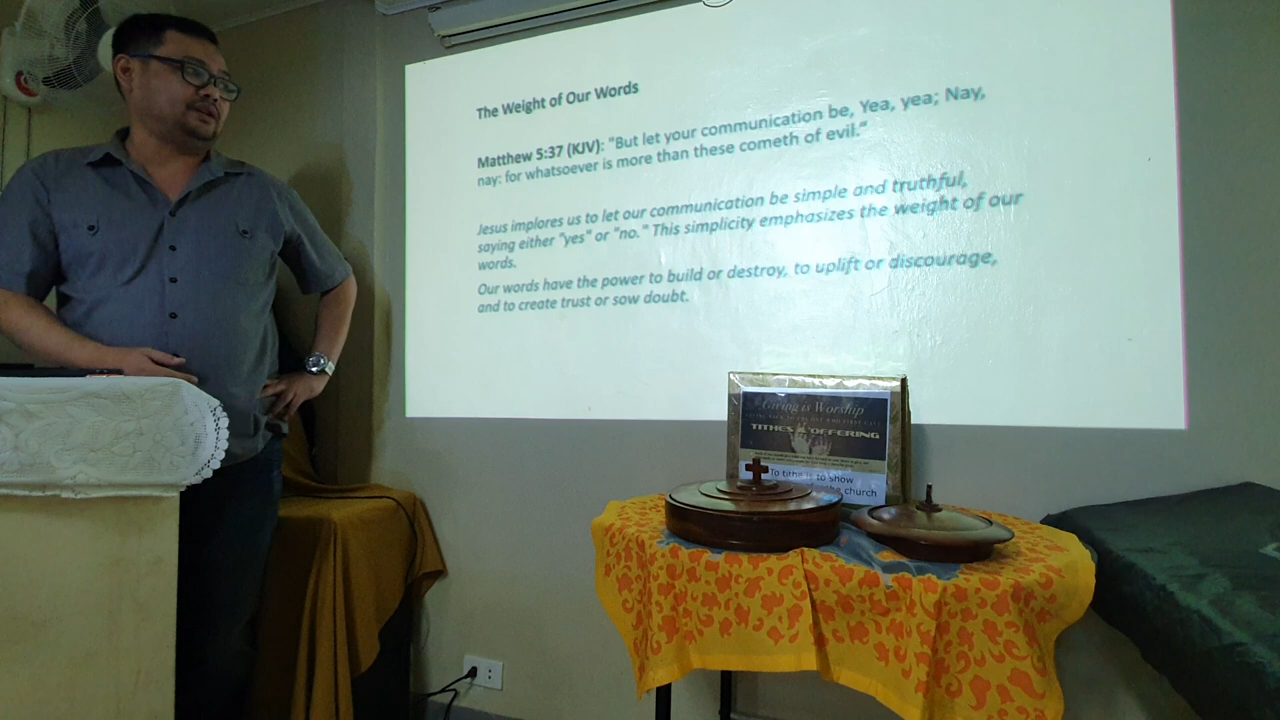 The Weight of Our Words
Matthew 5:37 (KJV): "But let your communication be, Yea, yea; Nay,
nay: for whatsoever is more than these cometh of evil.“
Jesus implores us to let our communication be simple and truthful,
saying either "yes" or "no." This simplicity emphasizes the weight of our
words.
Our words have the power to build or destroy, to uplift or discourage,
and to create trust or sow doubt.
Giving is Worship
TITHES & OFFERING
To tithe is to show
the church